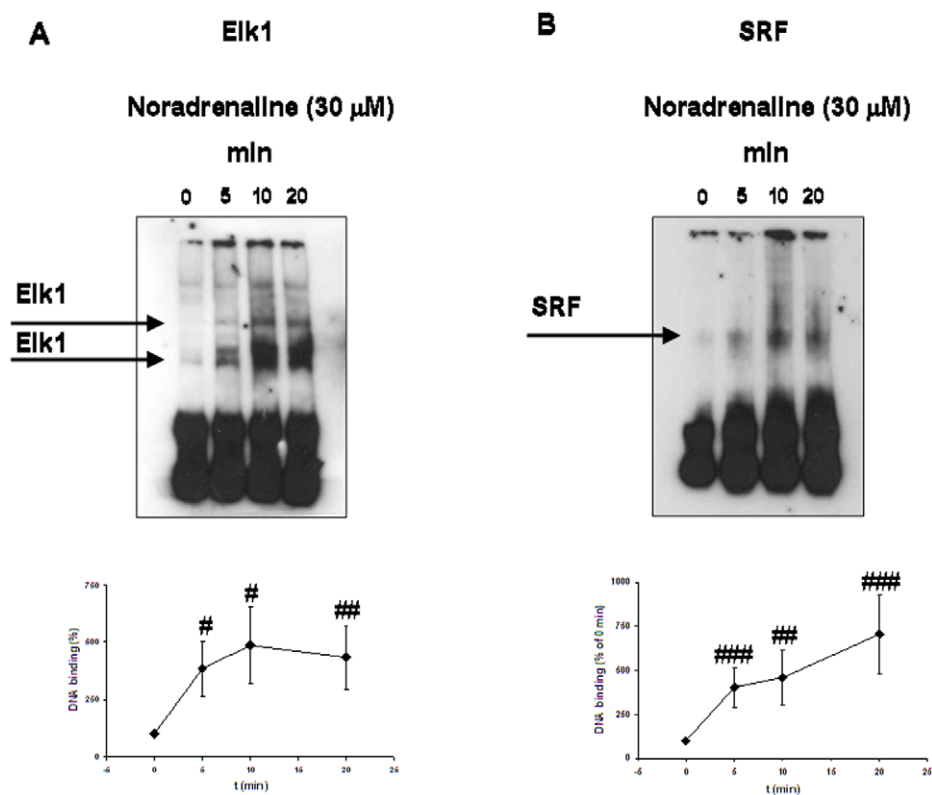 A
Elk1
Noradrenaline (30 μM)
min
0 5 10 20
Elk1
Elk1
750
500
250
0
DNA binding (%)
# # ##
-5 0 5 10 15 20 25
t (min)
B
SRF
Noradrenaline (30 μM)
min
0 5 10 20
SRF
1000
750
500
250
0
DNA binding (% of 0 min)
#### ### ####
-5 0 5 10 15 20 25
t (min)